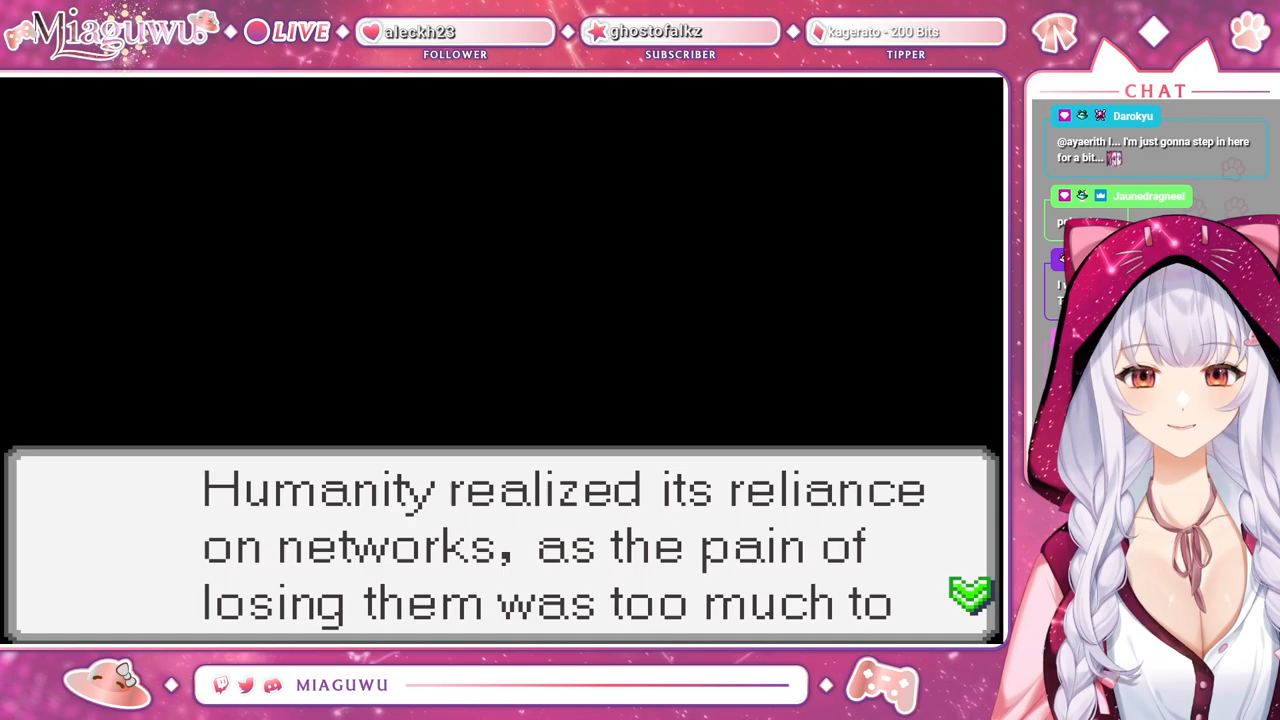 Miaguwu
LIVE
aleckh23
FOLLOWER
ghostofalkz
SUBSCRIBER
kagerato - 200 Bits
TIPPER
CHAT
Darokyu
@ayaerith I... I'm just gonna step in here
for a bit...
Jaunedragneel
Humanity realized its reliance
on networks, as the pain of
losing them was too much to
MIAGUWU